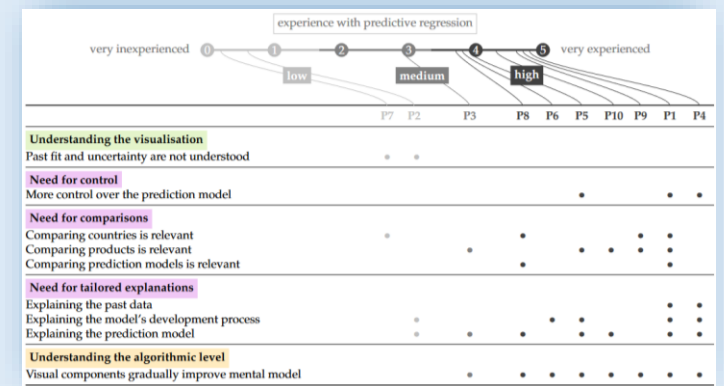 experience with predictive regression
very inexperienced 0 1 2 3 4 5 very experienced
low medium high
P7 P2 P3 P8 P6 P5 P10 P9 P1 P4
Understanding the visualisation
Past fit and uncertainty are not understood
Need for control
More control over the prediction model
Need for comparisons
Comparing countries is relevant
Comparing products is relevant
Comparing prediction models is relevant
Need for tailored explanations
Explaining the past data
Explaining the model's development process
Explaining the prediction model
Understanding the algorithmic level
Visual components gradually improve mental model